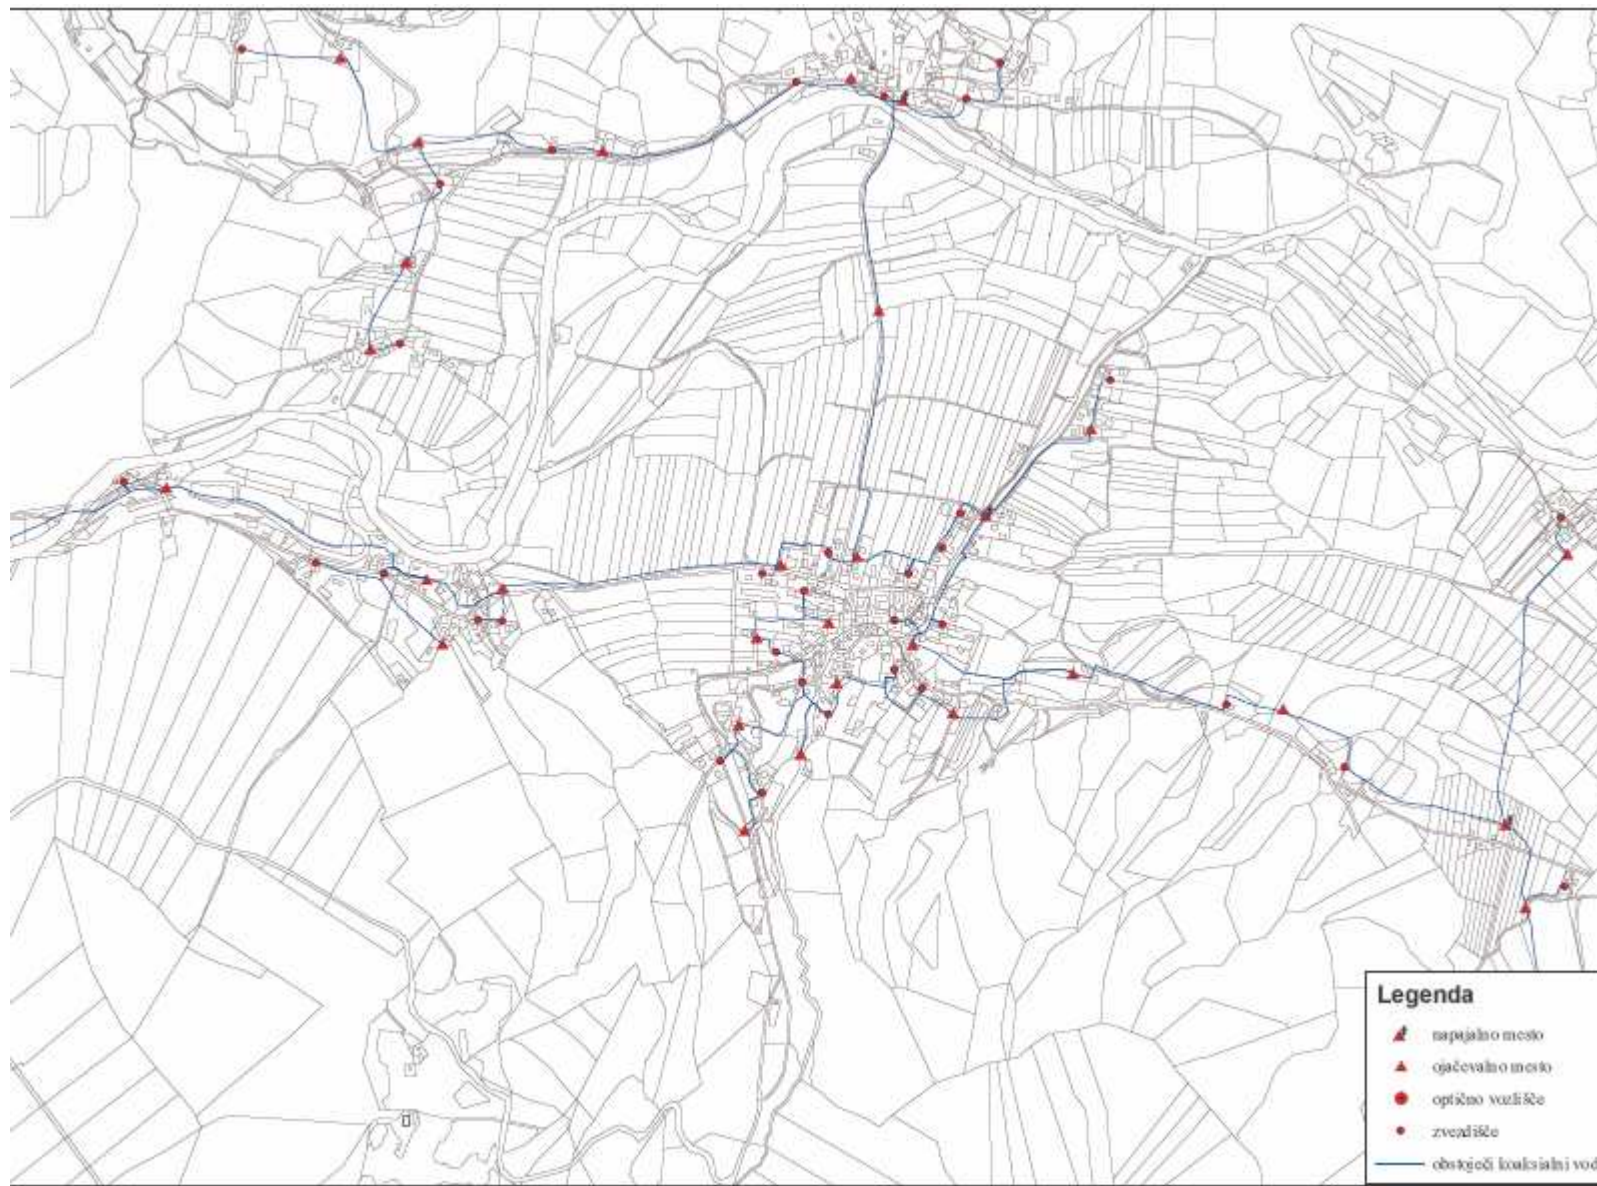 Legenda
napajalno mesto
ojačevalno mesto
optično vozlišče
zvezdišče
obstoječi koaksialni vod